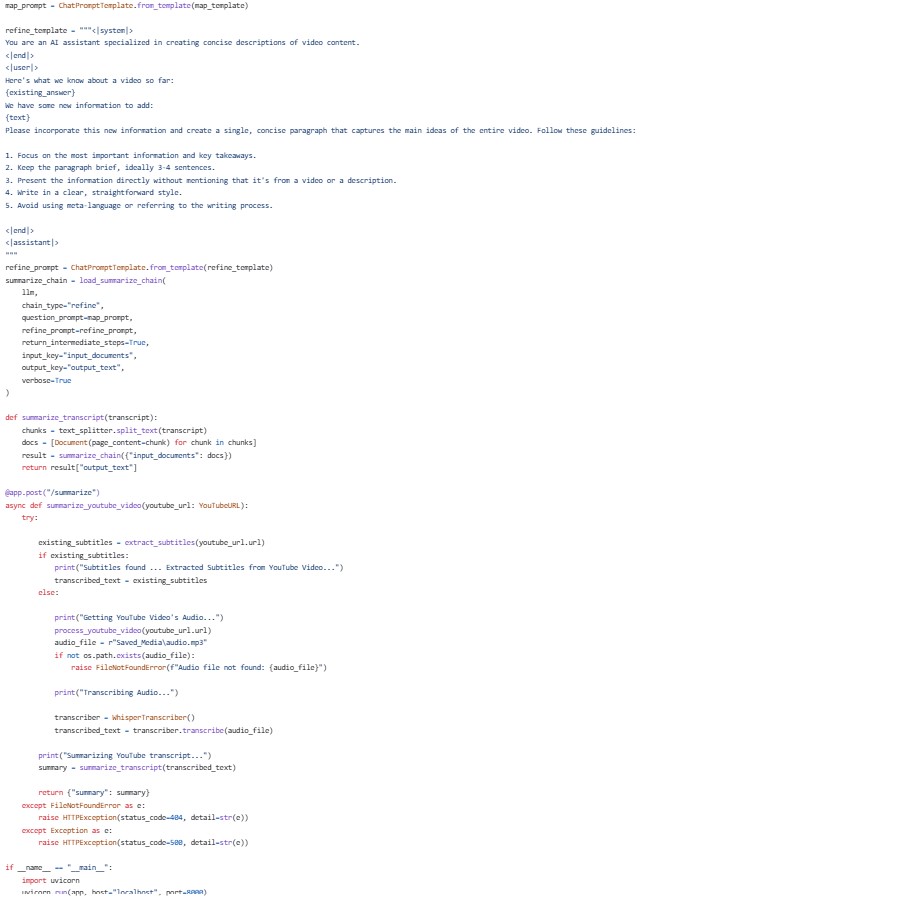 map_prompt = ChatPromptTemplate.from_template(map_template)
refine_template = """<|system|>
You are an AI assistant specialized in creating concise descriptions of video content.
<|end|>
<|user|>
Here's what we know about a video so far:
{existing_answer}
We have some new information to add:
{text}
Please incorporate this new information and create a single, concise paragraph that captures the main ideas of the entire video. Follow these guidelines:
1. Focus on the most important information and key takeaways.
2. Keep the paragraph brief, ideally 3-4 sentences.
3. Present the information directly without mentioning that it's from a video or a description.
4. Write in a clear, straightforward style.
5. Avoid using meta-language or referring to the writing process.
<|end|>
<|assistant|>
"""
refine_prompt = ChatPromptTemplate.from_template(refine_template)
summarize_chain = load_summarize_chain(
    llm,
    chain_type="refine",
    question_prompt=map_prompt,
    refine_prompt=refine_prompt,
    return_intermediate_steps=True,
    input_key="input_documents",
    output_key="output_text",
    verbose=True
)
def summarize_transcript(transcript):
    chunks = text_splitter.split_text(transcript)
    docs = [Document(page_content=chunk) for chunk in chunks]
    result = summarize_chain({"input_documents": docs})
    return result["output_text"]
@app.post("/summarize")
async def summarize_youtube_video(youtube_url: YouTubeURL):
    try:
        existing_subtitles = extract_subtitles(youtube_url.url)
        if existing_subtitles:
            print("Subtitles found ... Extracted Subtitles from YouTube Video...")
            transcribed_text = existing_subtitles
        else:
            print("Getting YouTube Video's Audio...")
            process_youtube_video(youtube_url.url)
            audio_file = r"Saved_Media\audio.mp3"
            if not os.path.exists(audio_file):
                raise FileNotFoundError(f"Audio file not found: {audio_file}")
            print("Transcribing Audio...")
            transcriber = WhisperTranscriber()
            transcribed_text = transcriber.transcribe(audio_file)
        print("Summarizing YouTube transcript...")
        summary = summarize_transcript(transcribed_text)
        return {"summary": summary}
    except FileNotFoundError as e:
        raise HTTPException(status_code=404, detail=str(e))
    except Exception as e:
        raise HTTPException(status_code=500, detail=str(e))
if __name__ == "__main__":
    import uvicorn
    uvicorn.run(app, host="localhost", port=8000)